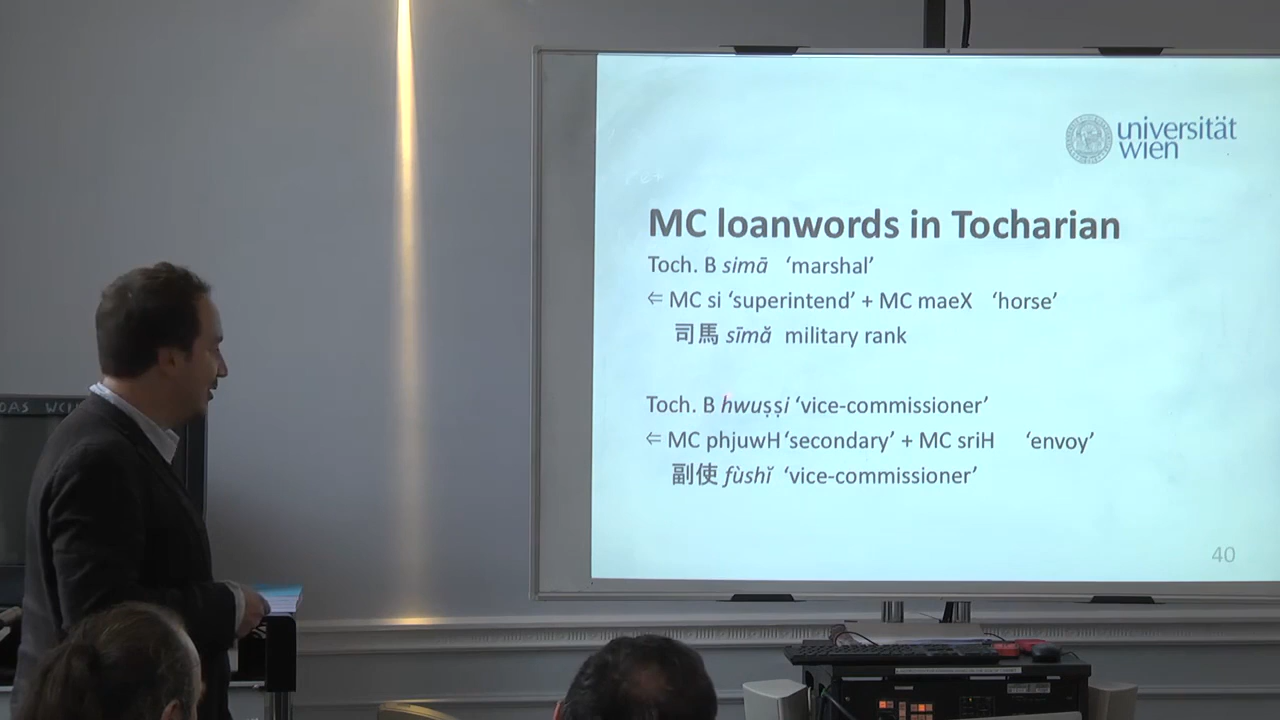 universität
wien
MC loanwords in Tocharian
Toch. B simā ‘marshal’
⇐ MC si ‘superintend’ + MC maeX ‘horse’
司馬 sīmǎ military rank
Toch. B hwuṣṣi ‘vice-commissioner’
⇐ MC phjuwH ‘secondary’ + MC sriH ‘envoy’
副使 fùshǐ ‘vice-commissioner’
40
DAS